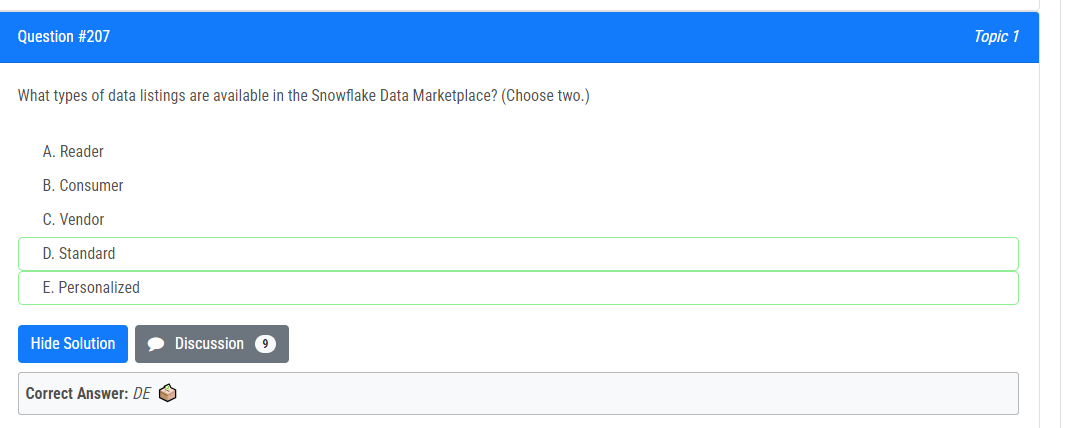 Question #207
Topic 1
What types of data listings are available in the Snowflake Data Marketplace? (Choose two.)
A. Reader
B. Consumer
C. Vendor
D. Standard
E. Personalized
Hide Solution
Discussion 9
Correct Answer: DE